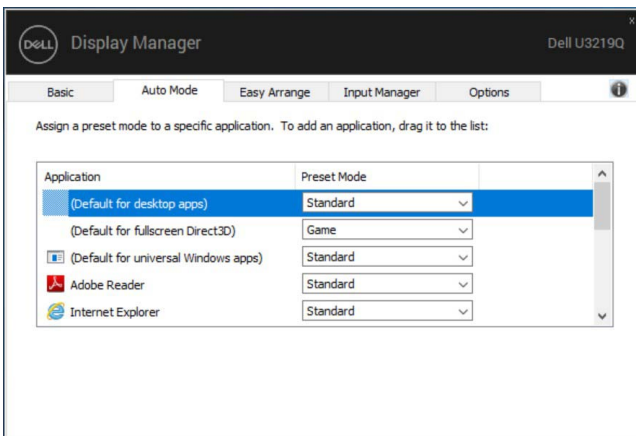 x
DELL Display Manager Dell U3219Q
Basic Auto Mode Easy Arrange Input Manager Options i
Assign a preset mode to a specific application. To add an application, drag it to the list:
Application Preset Mode
(Default for desktop apps) Standard
(Default for fullscreen Direct3D) Game
(Default for universal Windows apps) Standard
Adobe Reader Standard
Internet Explorer Standard